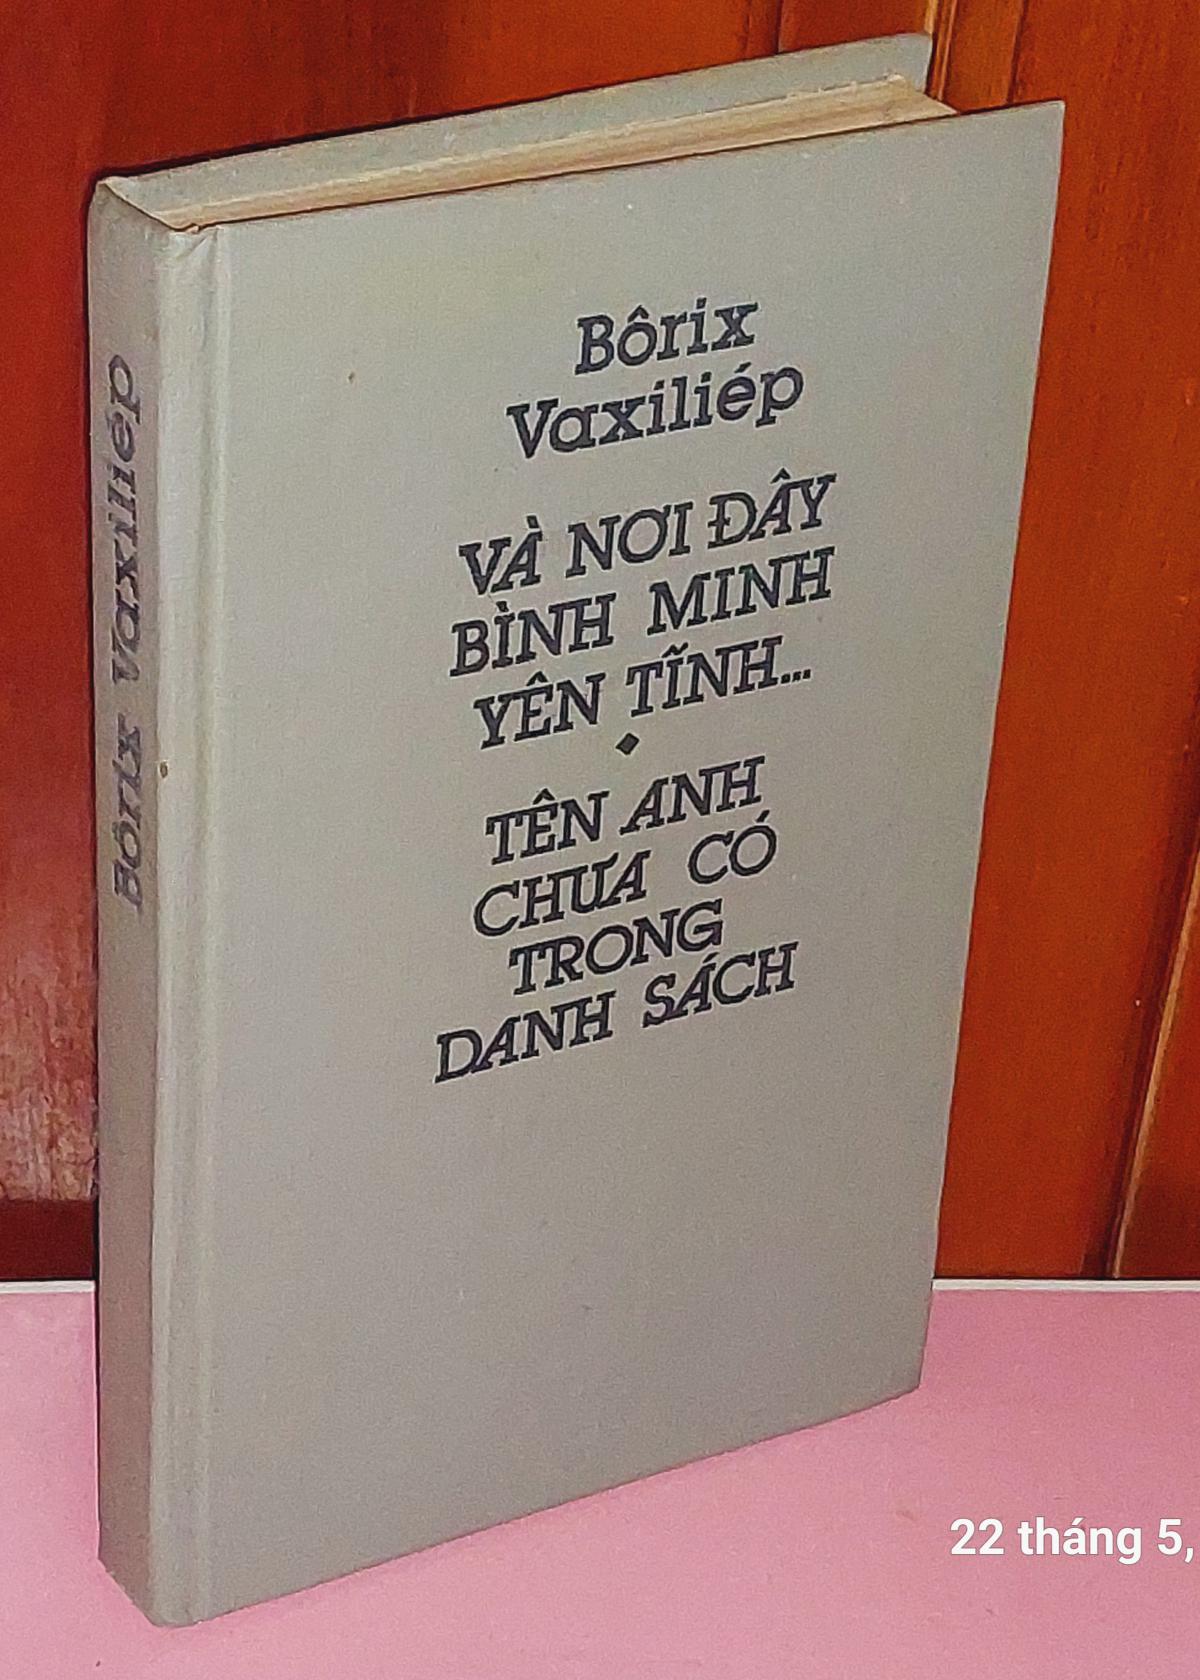 Bôrix Vaxiliép
Bôrix
Vaxiliép
VÀ NƠI ĐÂY
BÌNH MINH
YÊN TĨNH...
TÊN ANH
CHƯA CÓ
TRONG
DANH SÁCH
22 tháng 5,